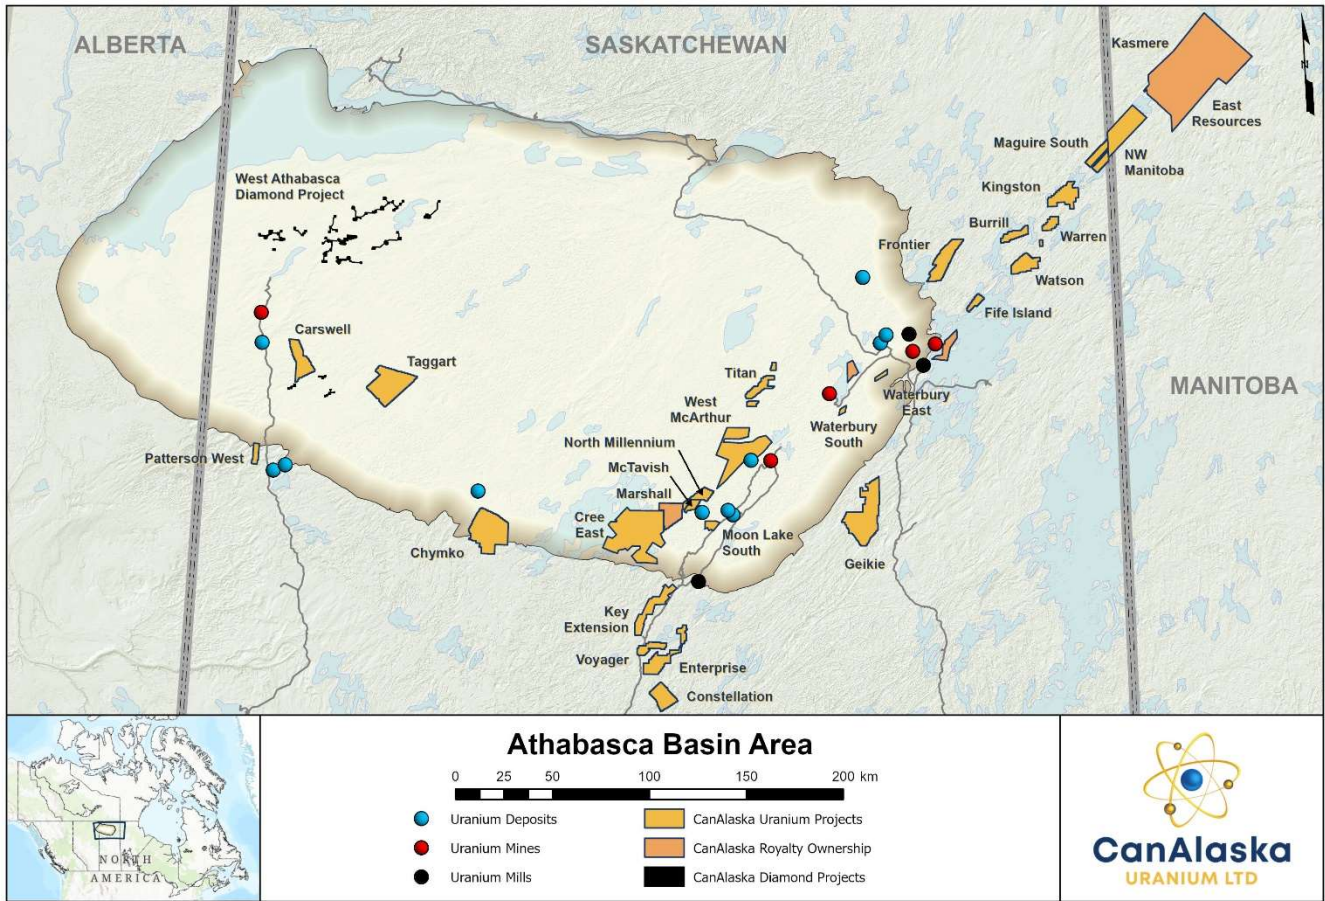 ALBERTA
SASKATCHEWAN
Kasmere
N
East
Resources
Maguire South
NW
Manitoba
West Athabasca
Diamond Project
Kingston
Burrill
Warren
Frontier
Watson
Fife Island
Carswell
Taggart
Titan
MANITOBA
Waterbury
East
West
McArthur
Waterbury
South
North Millennium
Patterson West
McTavish
Marshall
Cree
East
Moon Lake
South
Chymko
Geikie
Key
Extension
Voyager
Enterprise
Constellation
NORTH
AMERICA
Athabasca Basin Area
0 25 50 100 150 200 km
Uranium Deposits
CanAlaska Uranium Projects
Uranium Mines
CanAlaska Royalty Ownership
Uranium Mills
CanAlaska Diamond Projects
CanAlaska
URANIUM LTD